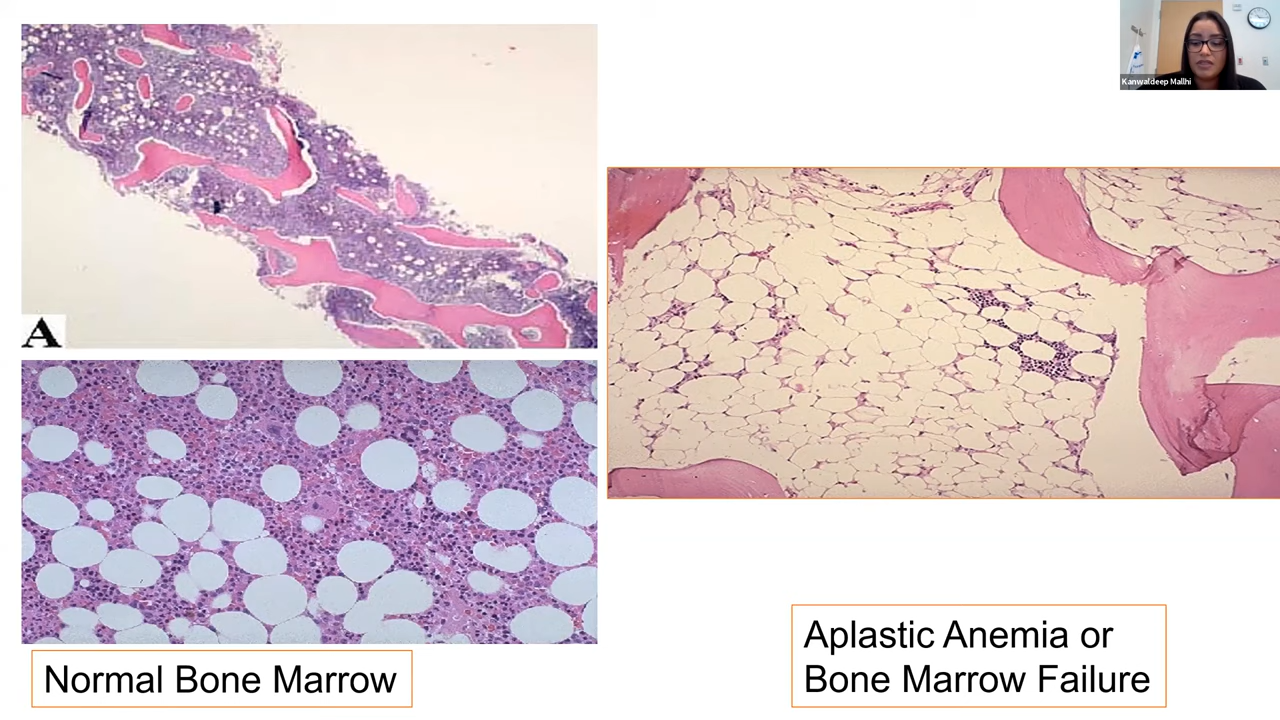 Kanwaldeep Mallhi
A
Normal Bone Marrow
Aplastic Anemia or
Bone Marrow Failure